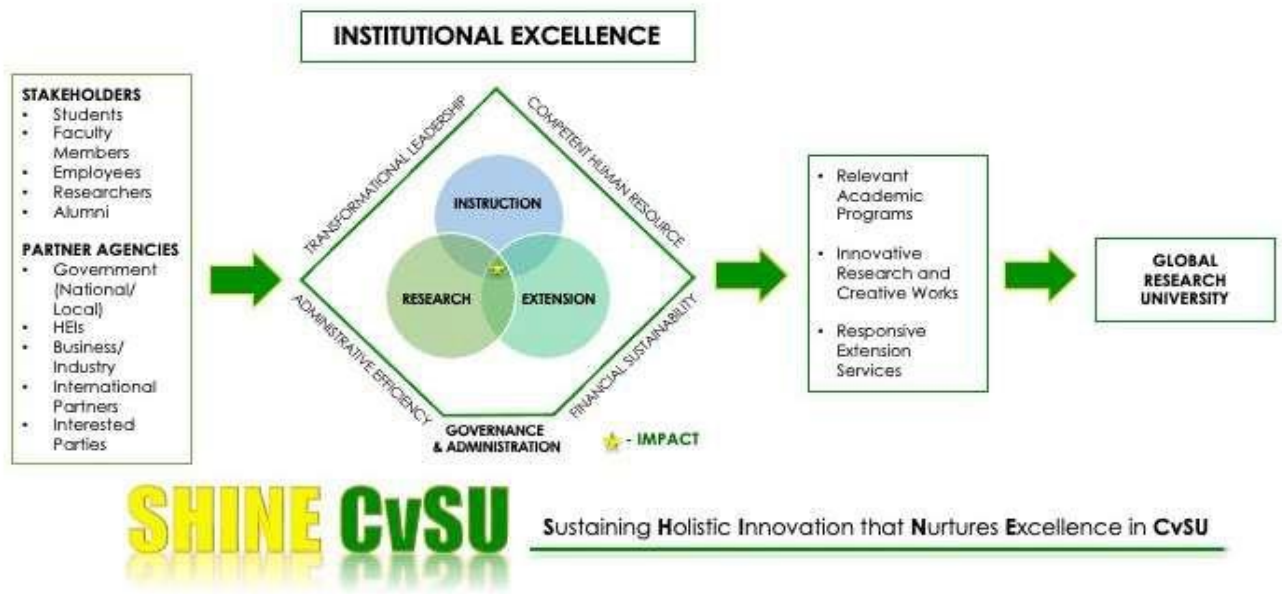 INSTITUTIONAL EXCELLENCE
STAKEHOLDERS
• Students
• Faculty
Members
• Employees
• Researchers
• Alumni
PARTNER AGENCIES
• Government
(National/
Local)
• HEIs
• Business/
Industry
• International
Partners
• Interested
Parties
TRANSFORMATIONAL LEADERSHIP
COMPETENT HUMAN RESOURCE
INSTRUCTION
RESEARCH
EXTENSION
ADMINISTRATIVE EFFICIENCY
FINANCIAL SUSTAINABILITY
GOVERNANCE
& ADMINISTRATION
- IMPACT
• Relevant
Academic
Programs
• Innovative
Research and
Creative Works
• Responsive
Extension
Services
GLOBAL
RESEARCH
UNIVERSITY
SHINE CvSU
Sustaining Holistic Innovation that Nurtures Excellence in CvSU